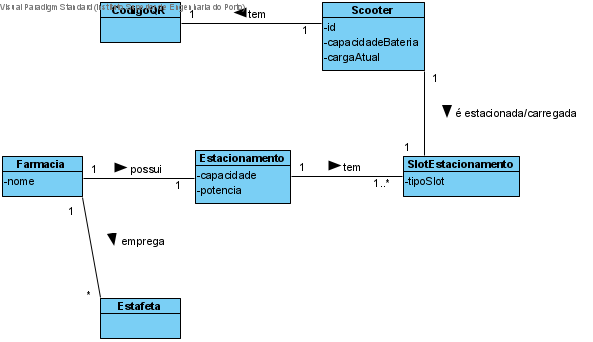 Visual Paradigm Standard (Instituto Superior de Engenharia do Porto)
CodigoQR
1
tem
1
Scooter
-id
-capacidadeBateria
-cargaAtual
1
é estacionada/carregada
1
Farmacia
-nome
1
possui
1
Estacionamento
-capacidade
-potencia
1
tem
1..*
SlotEstacionamento
-tipoSlot
1
emprega
*
Estafeta